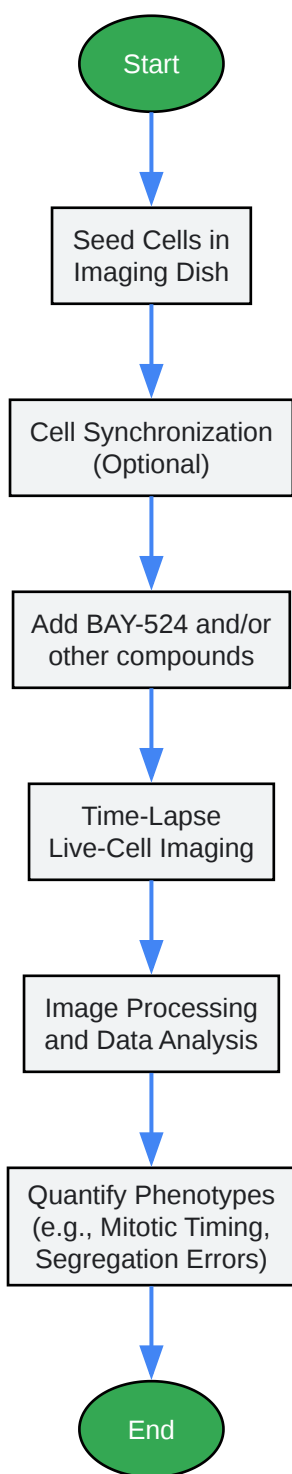 Start
Seed Cells in
Imaging Dish
Cell Synchronization
(Optional)
Add BAY-524 and/or
other compounds
Time-Lapse
Live-Cell Imaging
Image Processing
and Data Analysis
Quantify Phenotypes
(e.g., Mitotic Timing,
Segregation Errors)
End